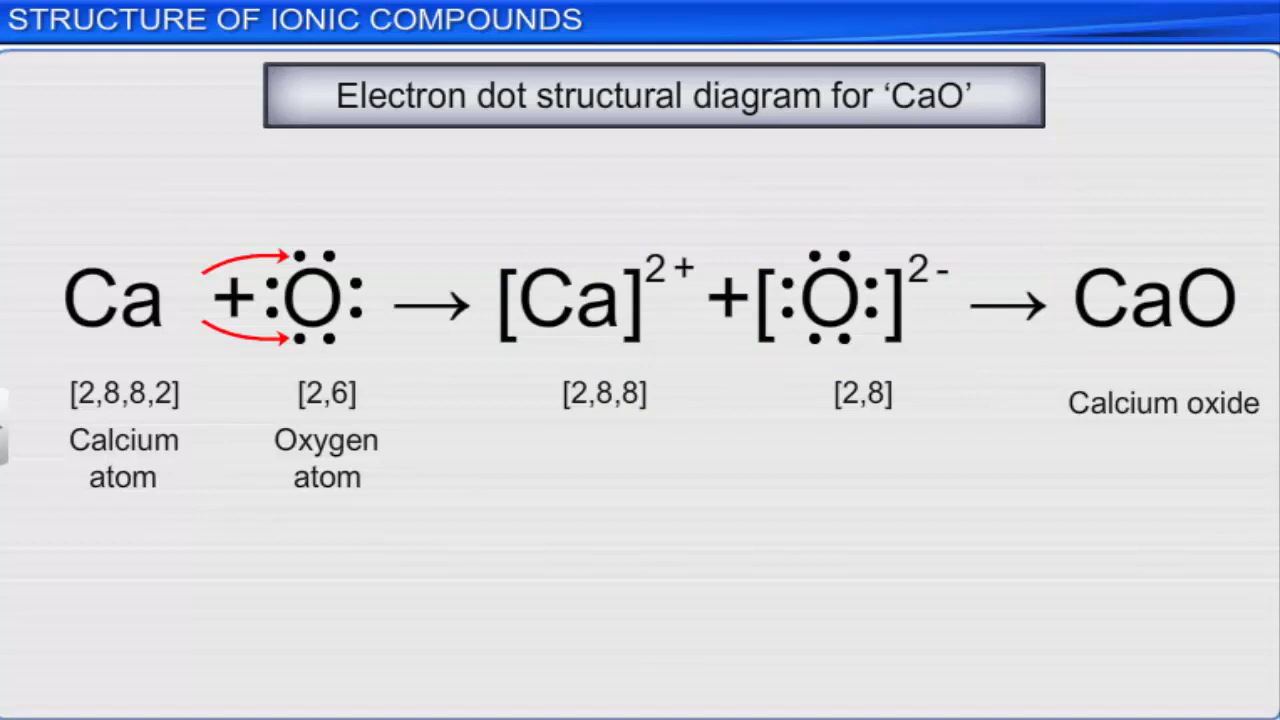 STRUCTURE OF IONIC COMPOUNDS
Electron dot structural diagram for ‘CaO’
Ca + O → [Ca]2+ + [O]2- → CaO
[2,8,8,2] [2,6] [2,8,8] [2,8] Calcium oxide
Calcium atom Oxygen atom